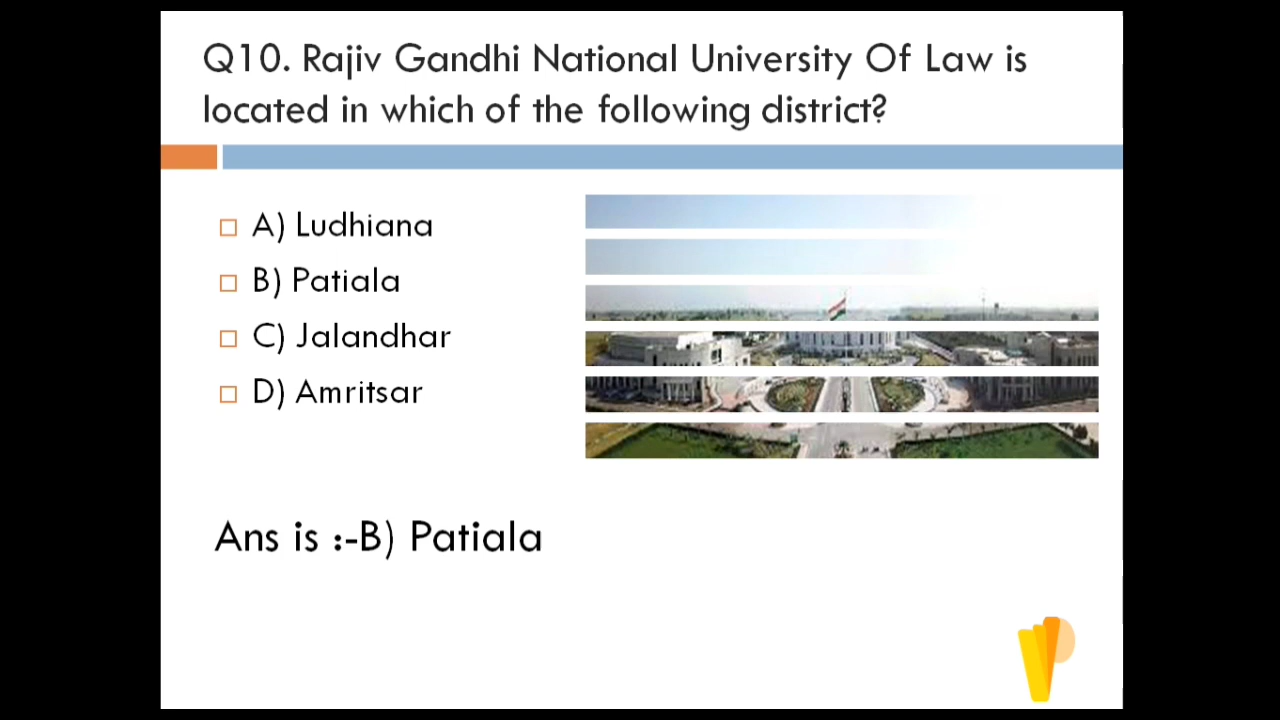 Q10. Rajiv Gandhi National University Of Law is
located in which of the following district?
A) Ludhiana
B) Patiala
C) Jalandhar
D) Amritsar
Ans is :-B) Patiala